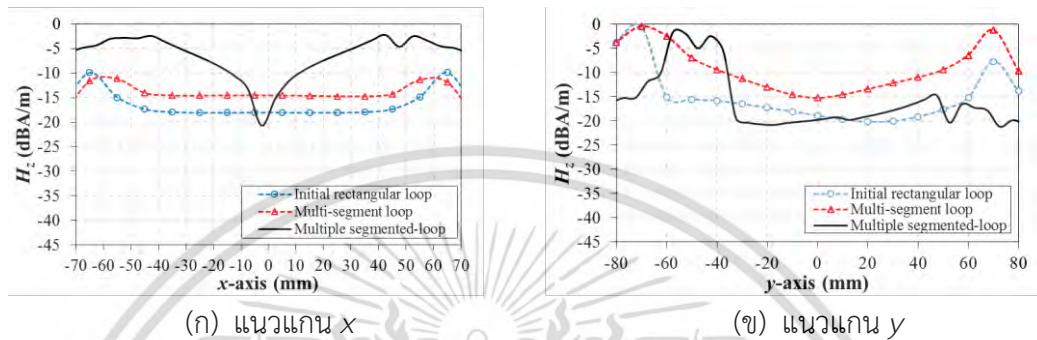 0
-5
-10
-15
-20
-25
-30
-35
-40
-45
Hz (dBA/m)
Initial rectangular loop
Multi-segment loop
Multiple segmented-loop
-70 -60 -50 -40 -30 -20 -10 0 10 20 30 40 50 60 70
x-axis (mm)
(ก) แนวแกน x
0
-5
-10
-15
-20
-25
-30
-35
-40
-45
Hz (dBA/m)
Initial rectangular loop
Multi-segment loop
Multiple segmented-loop
-80 -60 -40 -20 0 20 40 60 80
y-axis (mm)
(ข) แนวแกน y